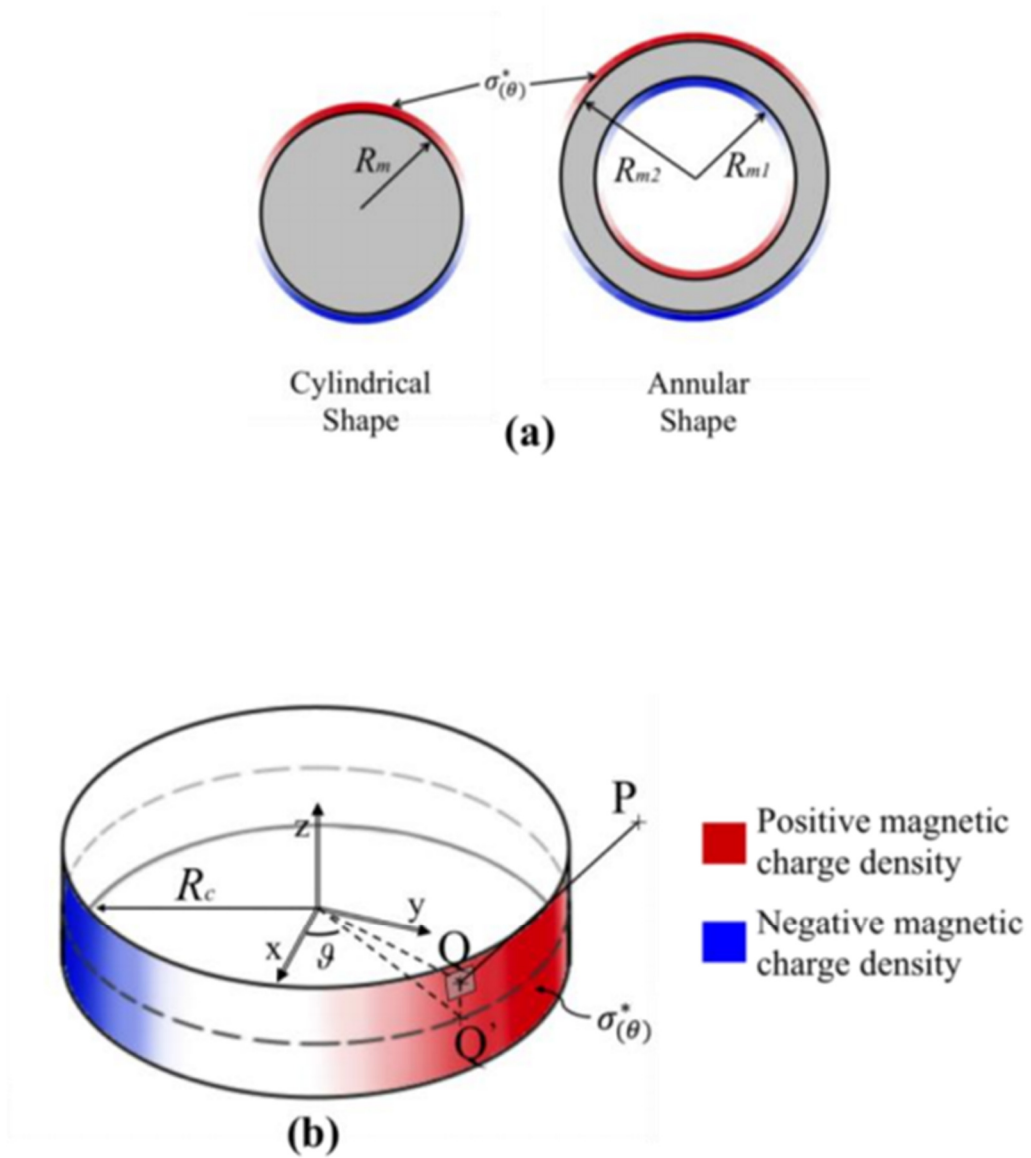 σ*(θ)
Rm
Rm2
Rm1
Cylindrical
Shape
Annular
Shape
(a)
P
z
Rc
y
x
ϑ
Q
Q'
σ*(θ)
(b)
Positive magnetic
charge density
Negative magnetic
charge density